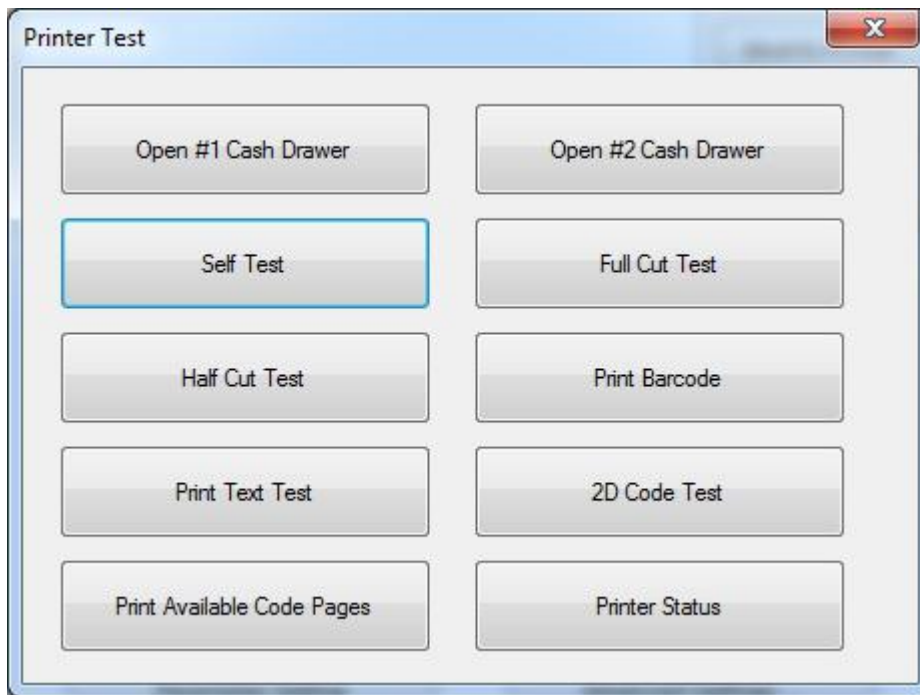 Printer Test
Open #1 Cash Drawer
Open #2 Cash Drawer
Self Test
Full Cut Test
Half Cut Test
Print Barcode
Print Text Test
2D Code Test
Print Available Code Pages
Printer Status